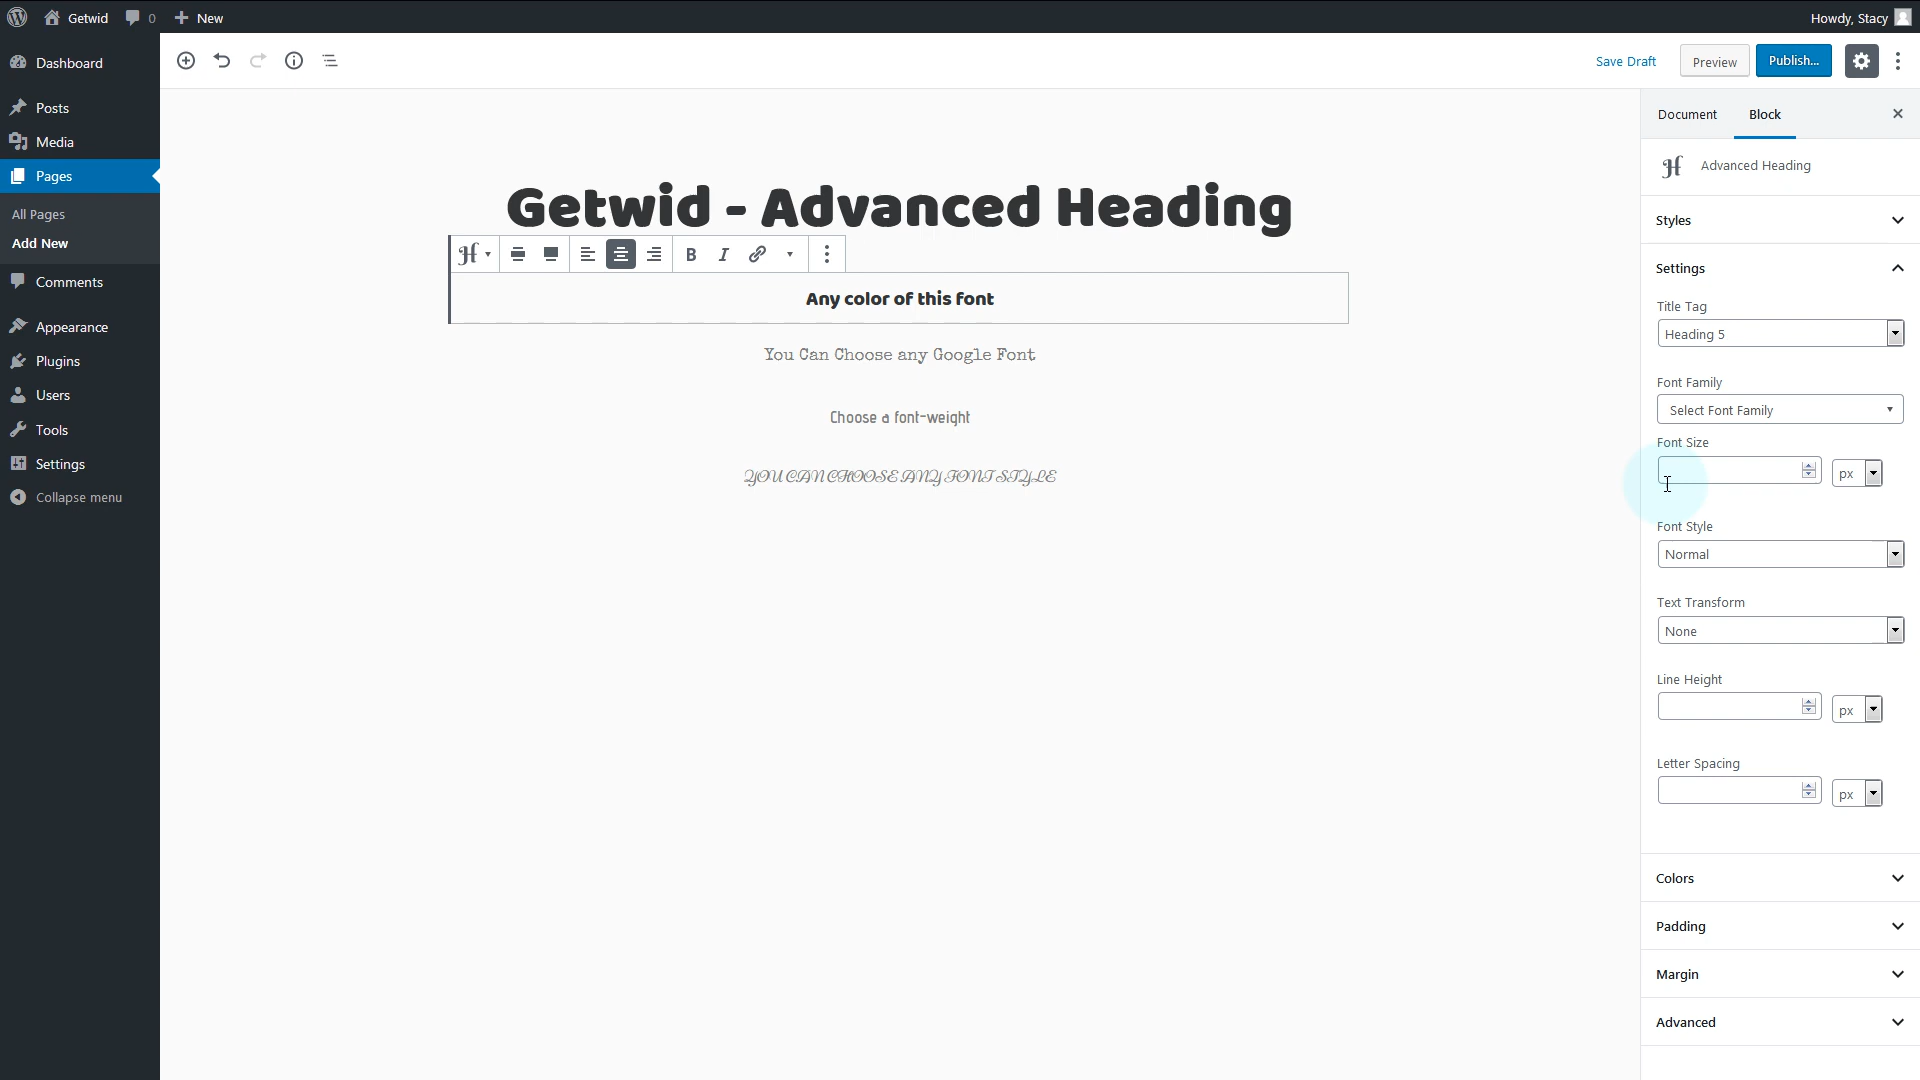 Getwid 0 New Howdy, Stacy
Dashboard
Posts
Media
Pages
All Pages
Add New
Comments
Appearance
Plugins
Users
Tools
Settings
Collapse menu
Save Draft Preview Publish...
Getwid - Advanced Heading
B I
Any color of this font
You Can Choose any Google Font
Choose a font-weight
YOU CAN CHOOSE ANY FONT STYLE
Document Block
Advanced Heading
Styles
Settings
Title Tag
Heading 5
Font Family
Select Font Family
Font Size
px
Font Style
Normal
Text Transform
None
Line Height
px
Letter Spacing
px
Colors
Padding
Margin
Advanced